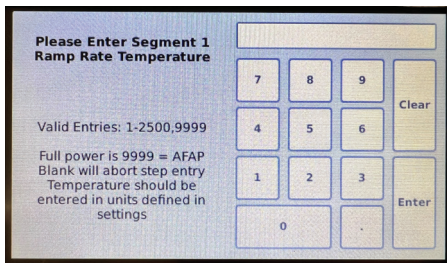 Please Enter Segment 1
Ramp Rate Temperature
Valid Entries: 1-2500,9999
Full power is 9999 = AFAP
Blank will abort step entry
Temperature should be
entered in units defined in
settings
7 8 9
Clear
4 5 6
1 2 3
Enter
0 .